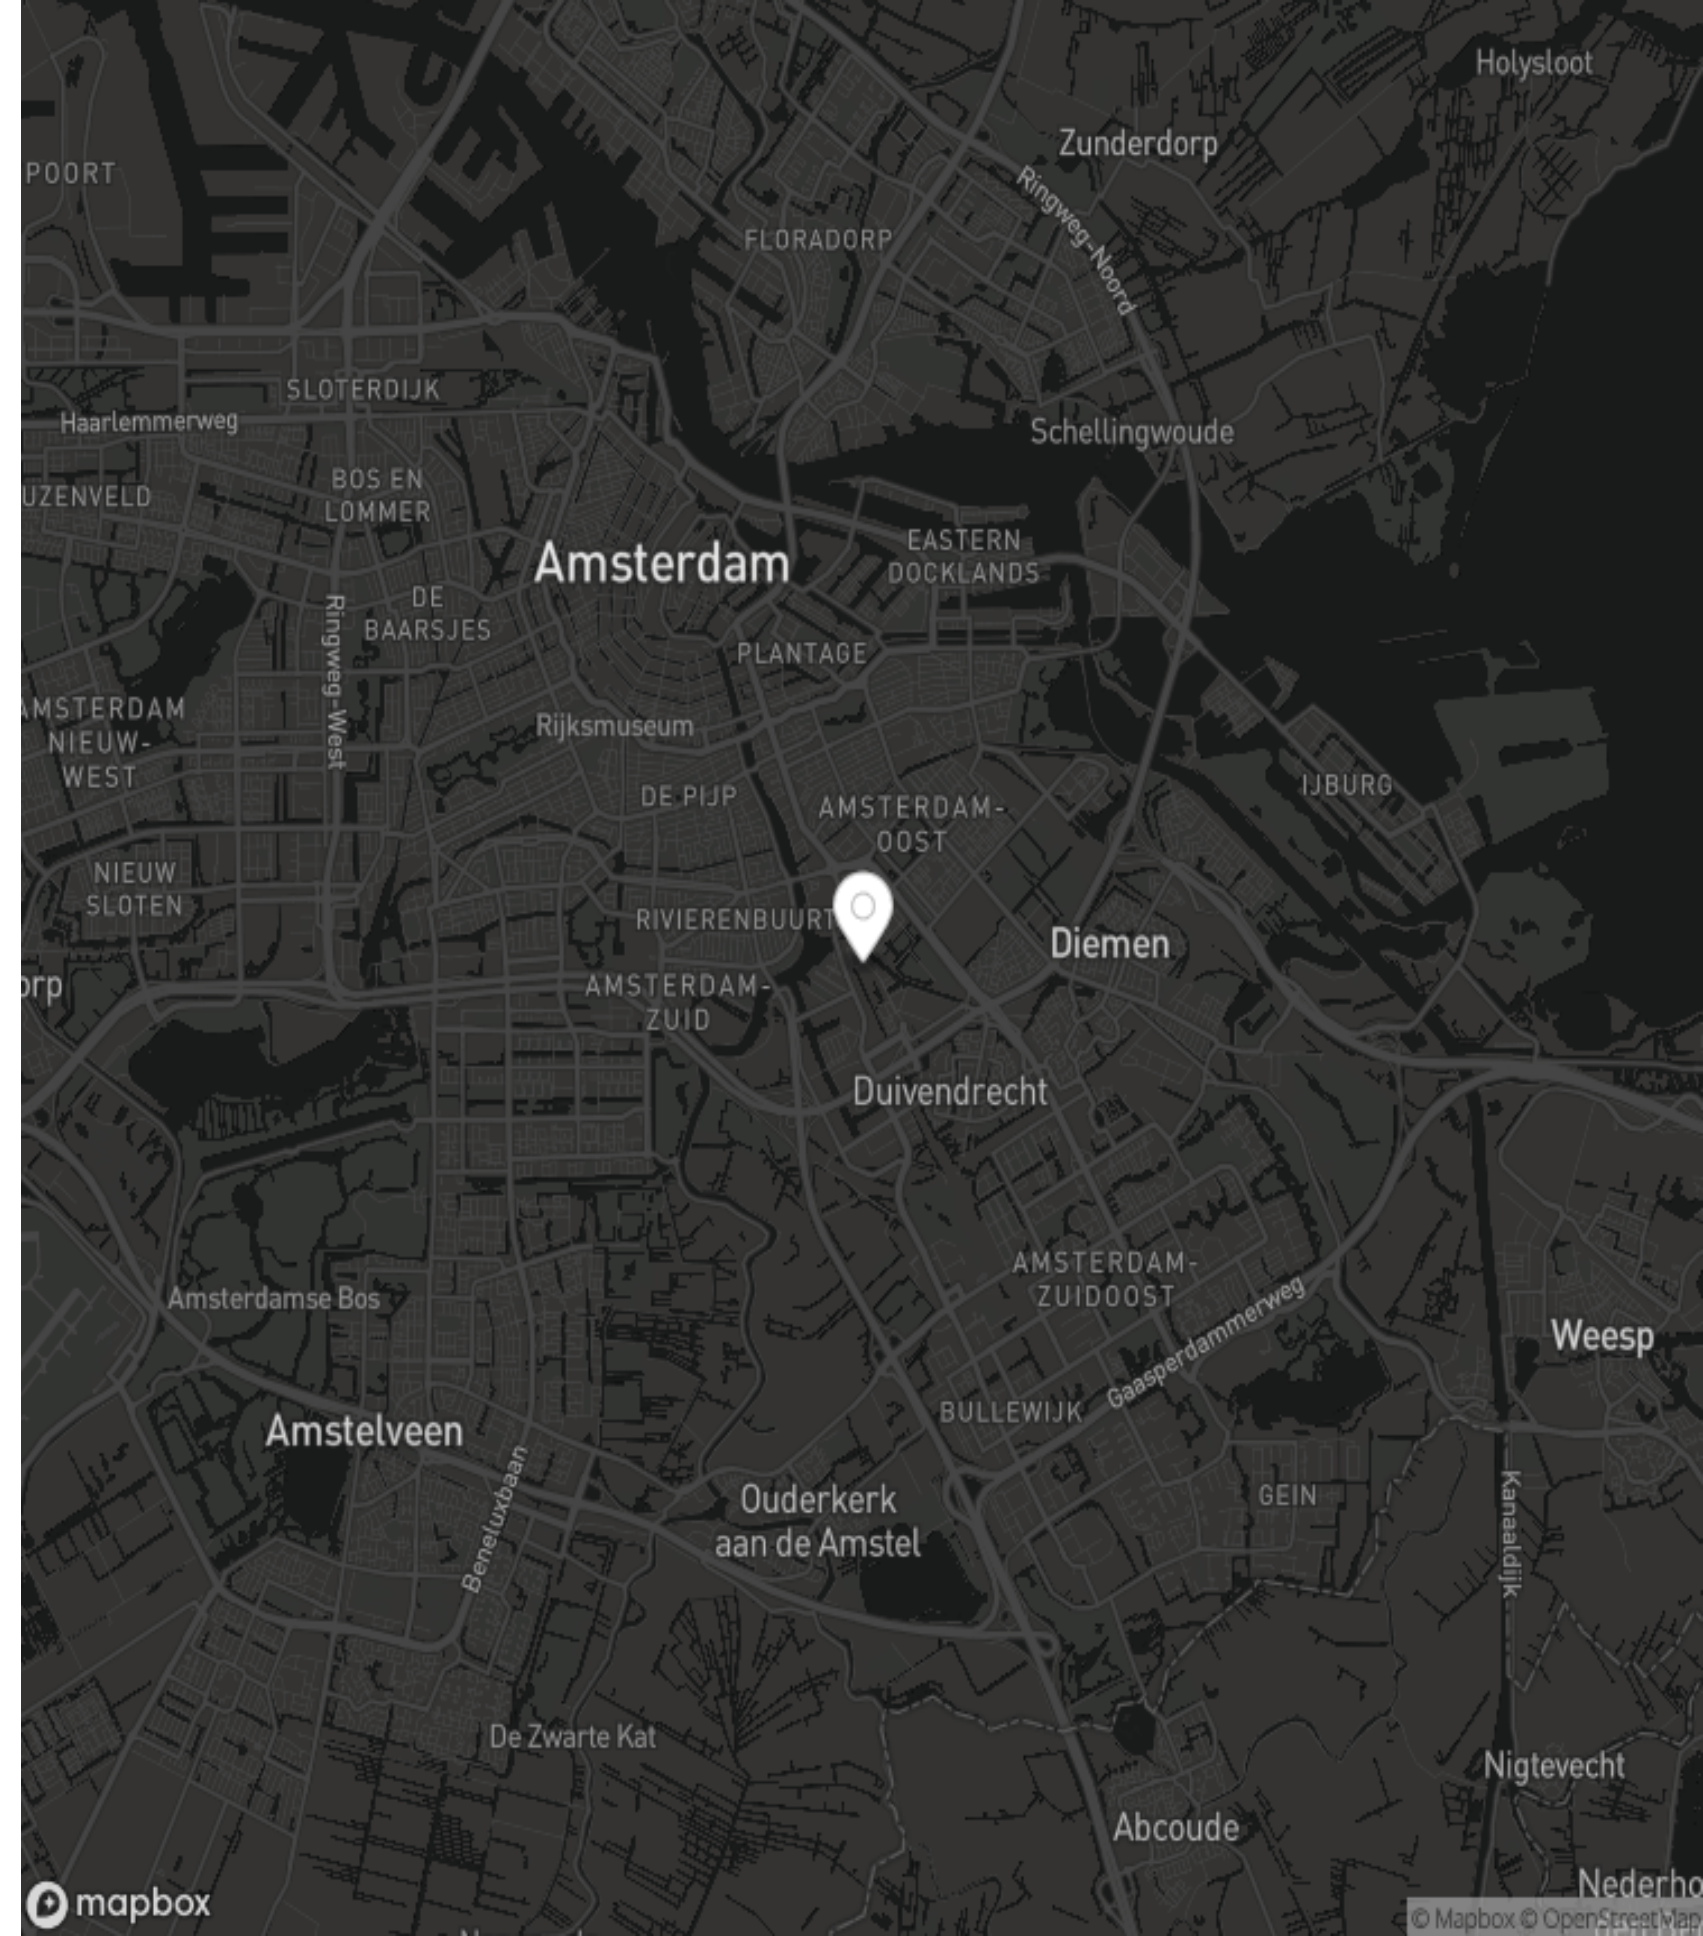 Holysloot
Zunderdorp
POORT
Ringweg-Noord
FLORADORP
SLOTERDIJK
Haarlemmerweg
Schellingwoude
BOS EN
LOMMER
UZENVELD
EASTERN
DOCKLANDS
Amsterdam
DE
BAARSJES
Ringweg-West
PLANTAGE
AMSTERDAM
NIEUW-
WEST
Rijksmuseum
IJBURG
DE PIJP
AMSTERDAM-
OOST
NIEUW
SLOTEN
RIVIERENBUURT
Diemen
orp
AMSTERDAM-
ZUID
Duivendrecht
AMSTERDAM-
ZUIDOOST
Amsterdamse Bos
Gaasperdammerweg
Weesp
BULLEWIJK
Amstelveen
Beneluxbaan
Ouderkerk
aan de Amstel
GEIN
Kanaaldijk
De Zwarte Kat
Nigtevecht
Abcoude
Nederho
mapbox
© Mapbox © OpenStreetMap